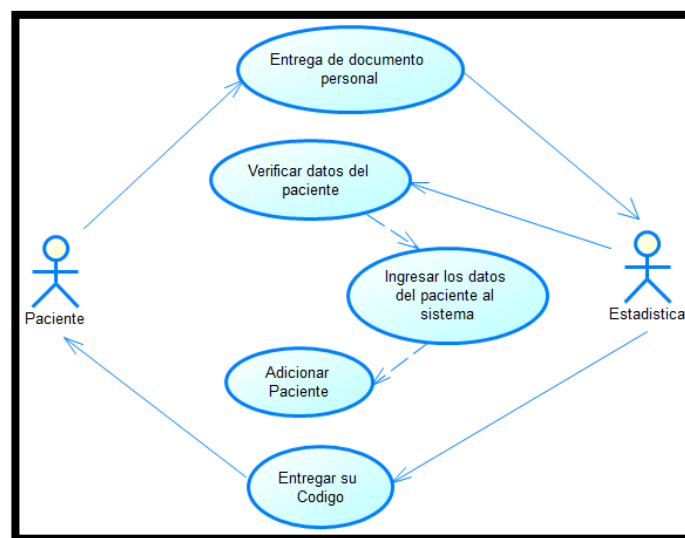 Entrega de documento
personal
Verificar datos del
paciente
Ingresar los datos
del paciente al
sistema
Paciente
Estadistica
Adicionar
Paciente
Entregar su
Codigo